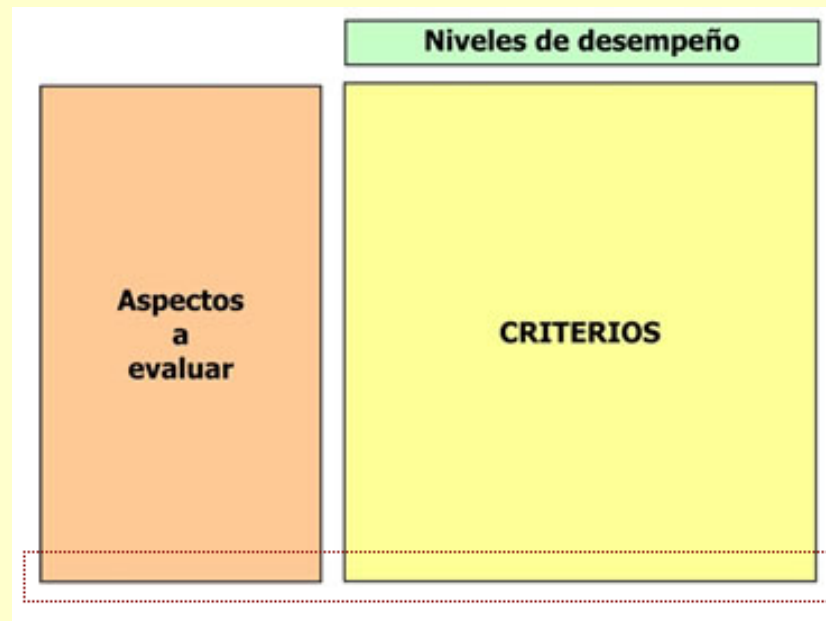 Niveles de desempeño
Aspectos
a
evaluar
CRITERIOS